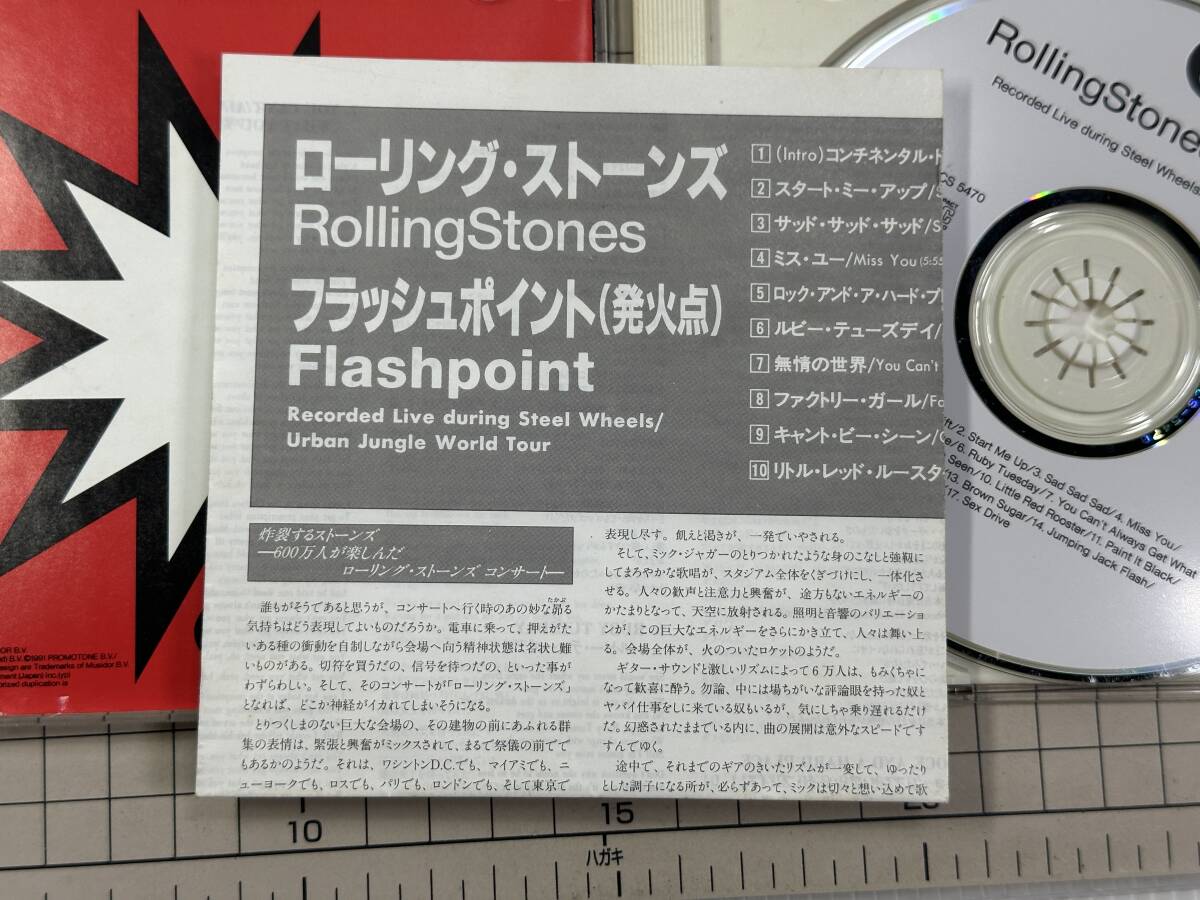 ローリング・ストーンズ
RollingStones
フラッシュポイント(発火点)
Flashpoint
Recorded Live during Steel Wheels/
Urban Jungle World Tour
1 (Intro)コンチネンタル・ド
2 スタート・ミー・アップ/S
3 サッド・サッド・サッド/S
4 ミス・ユー/Miss You (5:55
5 ロック・アンド・ア・ハード・プレ
6 ルビー・テューズデイ/
7 無情の世界/You Can't
8 ファクトリー・ガール/Fa
9 キャント・ビー・シーン/
10 リトル・レッド・ルースタ
炸裂するストーンズ
—600万人が楽しんだ
ローリング・ストーンズ コンサート—
誰もがそうであると思うが、コンサートへ行く時のあの妙な昴る
たかぶ
気持ちはどう表現してよいものだろうか。電車に乗って、押えがた
いある種の衝動を自制しながら会場へ向う精神状態は名状し難
いものがある。切符を買うだの、信号を待つだの、といった事が
わずらわしい。そして、そのコンサートが「ローリング・ストーンズ」
となれば、どこか神経がイカれてしまいそうになる。
とりつくしまのない巨大な会場の、その建物の前にあふれる群
集の表情は、緊張と興奮がミックスされて、まるで祭儀の前でで
もあるかのようだ。それは、ワシントンD.C.でも、マイアミでも、ニ
ューヨークでも、ロスでも、パリでも、ロンドンでも、そして東京で
表現し尽す。飢えと渇きが、一発でいやされる。
そして、ミック・ジャガーのとりつかれたような身のこなしと強靱に
してまろやかな歌唱が、スタジアム全体をくぎづけにし、一体化さ
せる。人々の歓声と注意力と興奮が、途方もないエネルギーの
かたまりとなって、天空に放射される。照明と音響のバリエーショ
ンが、この巨大なエネルギーをさらにかき立て、人々は舞い上
る。会場全体が、火のついたロケットのようだ。
ギター・サウンドと激しいリズムによって6万人は、もみくちゃに
なって歓喜に酔う。勿論、中には場ちがいな評論眼を持った奴と
ヤバイ仕事をしに来ている奴もいるが、気にしちゃ乗り遅れるだけ
だ。幻惑されたままでいる内に、曲の展開は意外なスピードです
すんでゆく。
途中で、それまでのギアのきいたリズムが一変して、ゆったり
とした調子になる所が、必らずあって、ミックは切々と想い込めて歌
RollingStones
Recorded Live during Steel Wheels
CS 5470
ift/2. Start Me Up/3. Sad Sad Sad/4. Miss You/
ce/6. Ruby Tuesday/7. You Can't Always Get What
Seen/10. Little Red Rooster/11. Paint It Black/
13. Brown Sugar/14. Jumping Jack Flash/
17. Sex Drive
OR B.V.
B.V. ©1991 PROMOTONE B.V./
esign are Trademarks of Musidor B.V.
ment (Japan) Inc.
orized duplication is
10
15
ハガキ